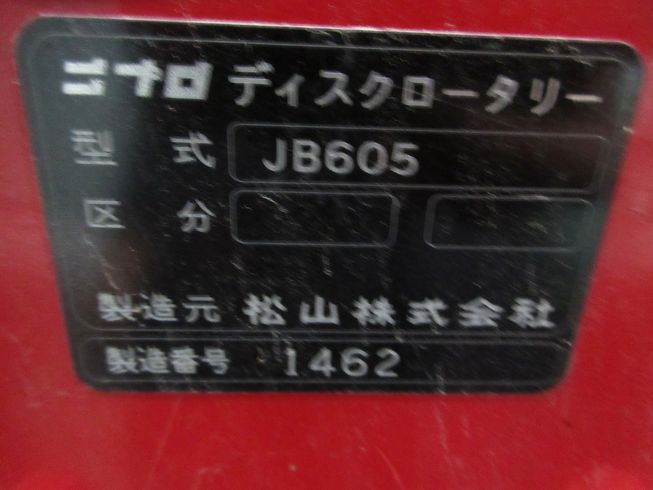 ニプロ ディスクロータリー
型式 JB605
区分
製造元 松山株式会社
製造番号 1462